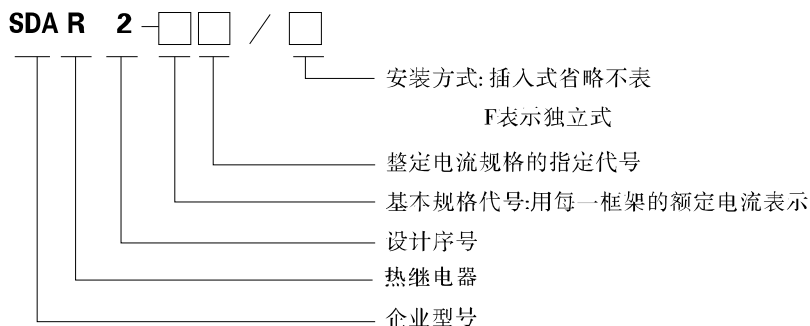 SDA R 2-□□/□
安装方式: 插入式省略不表
F表示独立式
整定电流规格的指定代号
基本规格代号:用每一框架的额定电流表示
设计序号
热继电器
企业型号